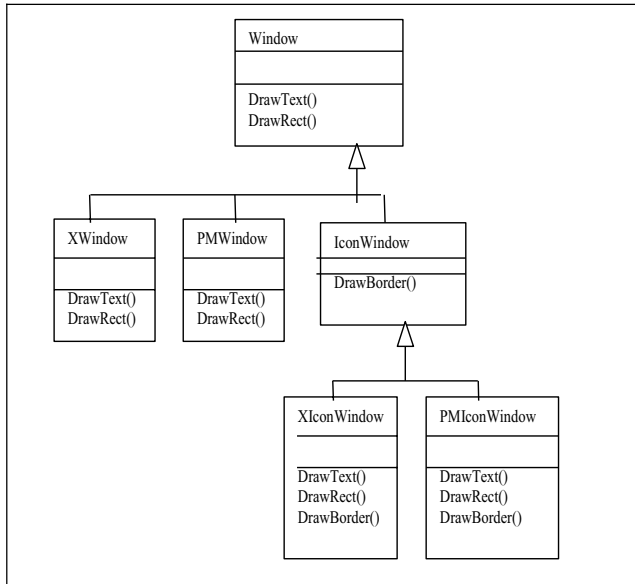 Window
DrawText()
DrawRect()
XWindow
DrawText()
DrawRect()
PMWindow
DrawText()
DrawRect()
IconWindow
DrawBorder()
XIconWindow
DrawText()
DrawRect()
DrawBorder()
PMIconWindow
DrawText()
DrawRect()
DrawBorder()